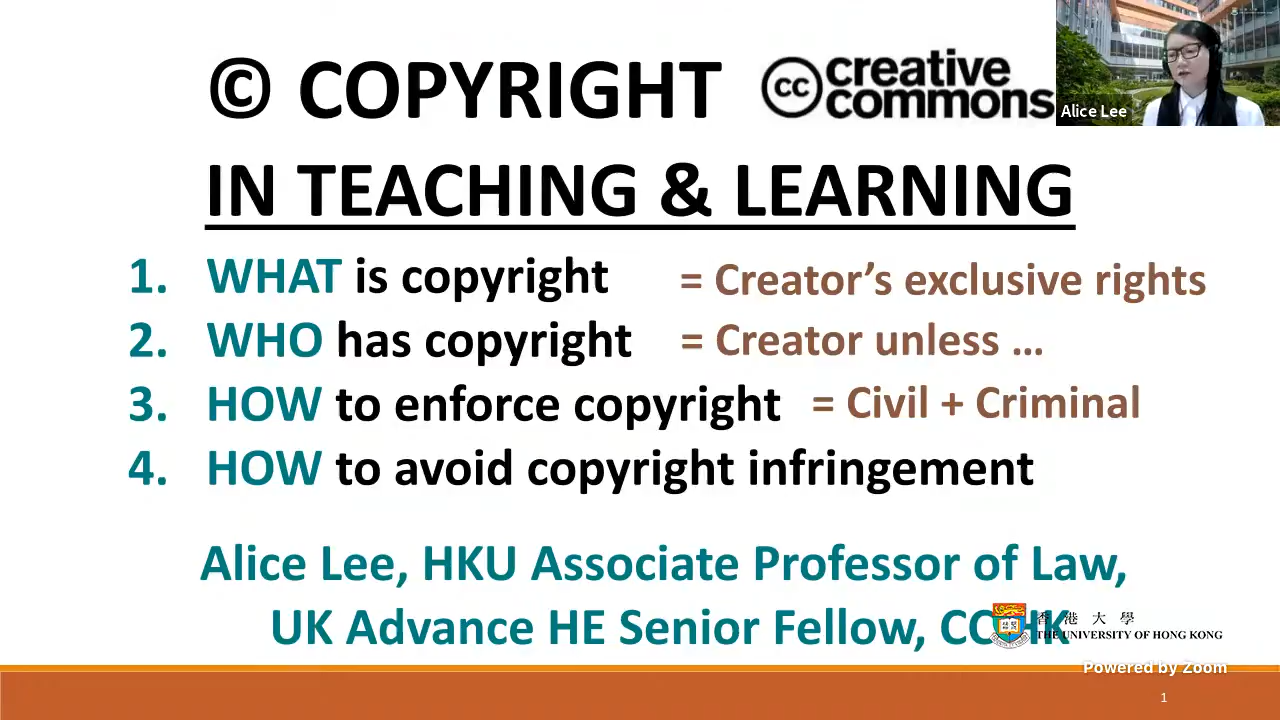 © COPYRIGHT
cc creative commons
Alice Lee
IN TEACHING & LEARNING
1. WHAT is copyright = Creator’s exclusive rights
2. WHO has copyright = Creator unless …
3. HOW to enforce copyright = Civil + Criminal
4. HOW to avoid copyright infringement
Alice Lee, HKU Associate Professor of Law,
UK Advance HE Senior Fellow, CCHK
香港大學
THE UNIVERSITY OF HONG KONG
Powered by Zoom
1